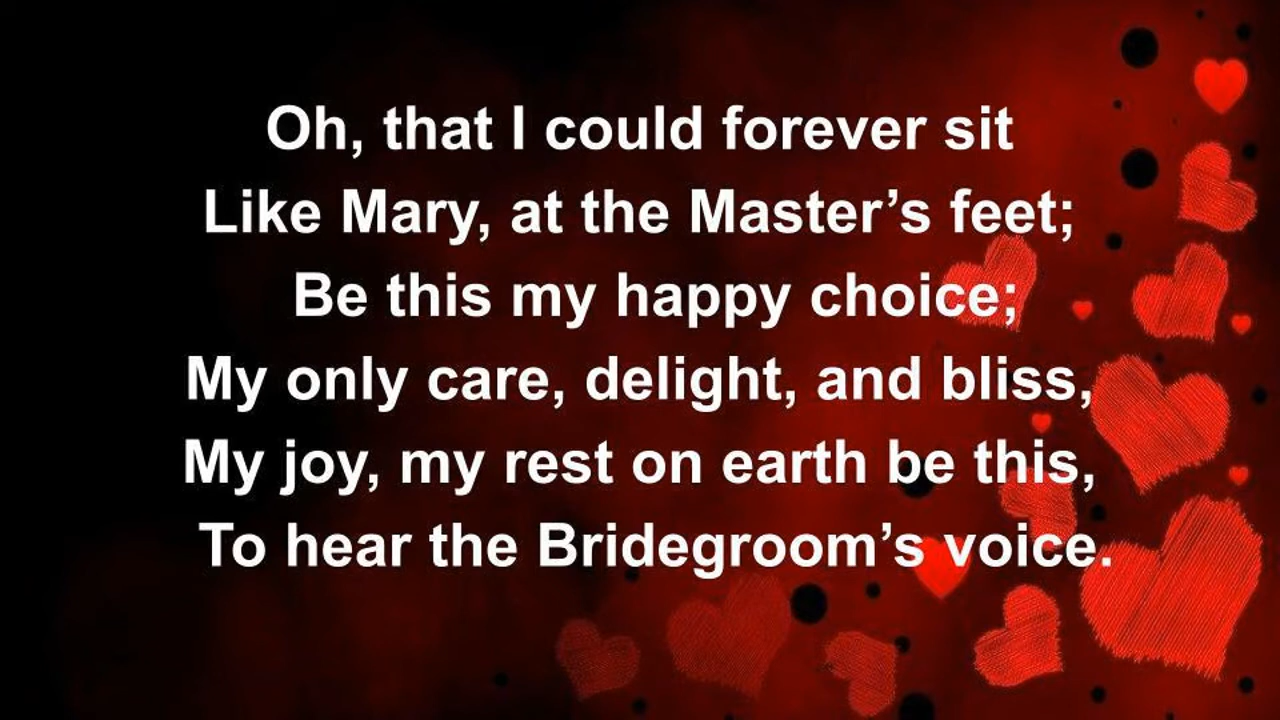 Oh, that I could forever sit
Like Mary, at the Master’s feet;
Be this my happy choice;
My only care, delight, and bliss,
My joy, my rest on earth be this,
To hear the Bridegroom’s voice.